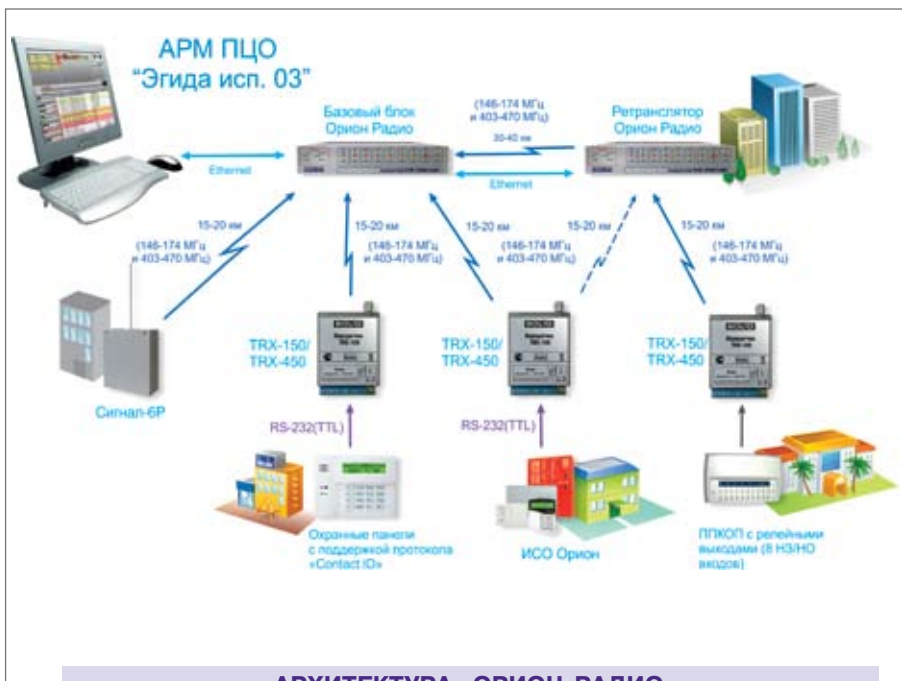 АРМ ПЦО
“Эгида исп. 03”
Базовый блок
Орион Радио
(146-174 МГц
и 403-470 МГц)
30-40 км
Ретранслятор
Орион Радио
Ethernet
Ethernet
15-20 км
(146-174 МГц
и 403-470 МГц)
15-20 км
(146-174 МГц
и 403-470 МГц)
15-20 км
(146-174 МГц
и 403-470 МГц)
15-20 км
15-20 км
(146-174 МГц
и 403-470 МГц)
TRX-150/
TRX-450
TRX-150/
TRX-450
TRX-150/
TRX-450
Сигнал-6Р
RS-232(TTL)
RS-232(TTL)
Охранные панели
с поддержкой протокола
«Contact ID»
ИСО Орион
ППКОП с релейными
выходами (8 НЗ/НО
входов)